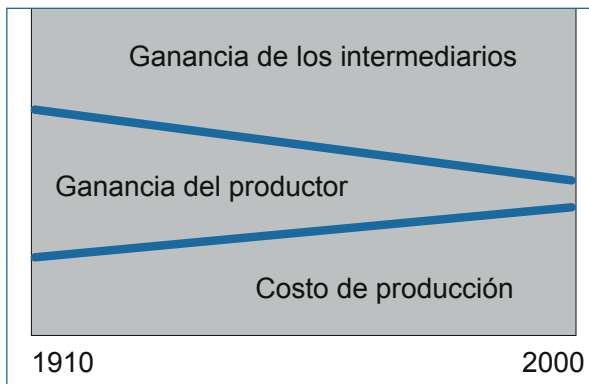 Ganancia de los intermediarios
Ganancia del productor
Costo de producción
1910 2000